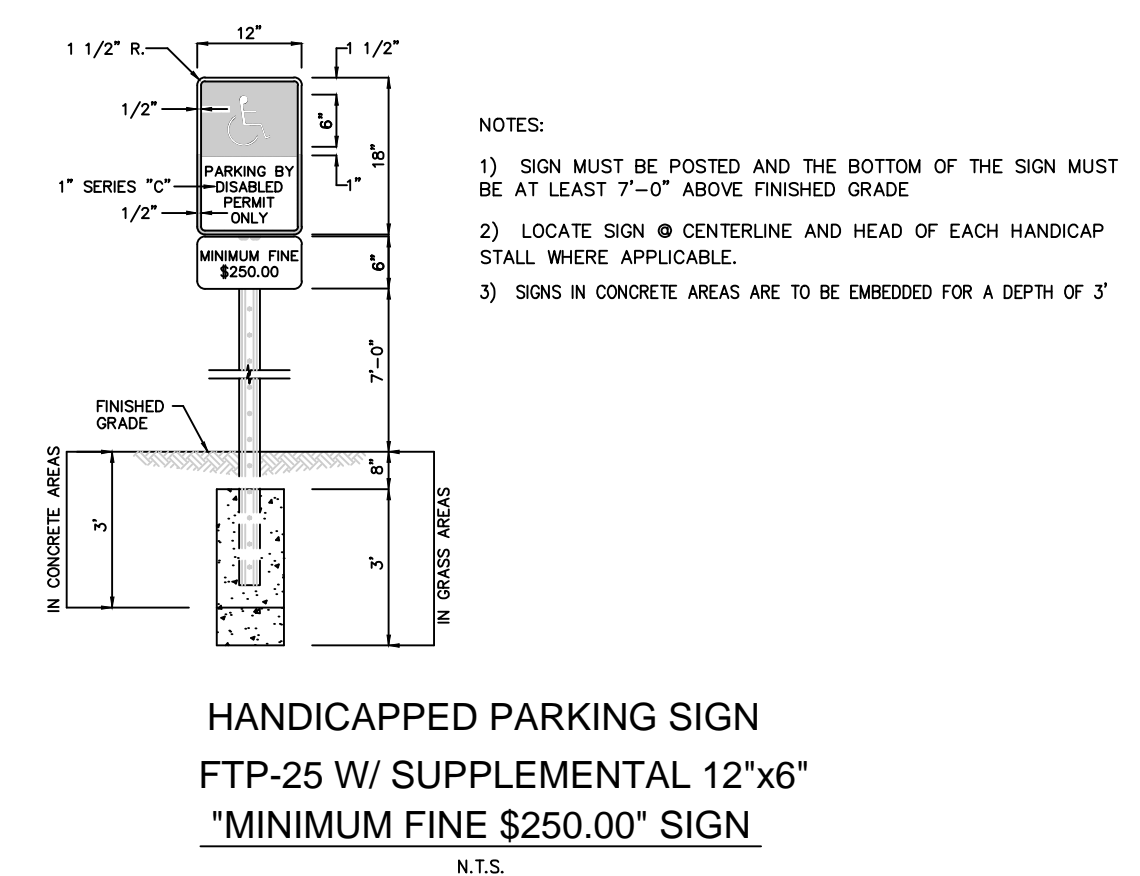 12"
1 1/2" R.
1 1/2"
1/2"
6"
18"
PARKING BY
DISABLED
PERMIT
ONLY
1" SERIES "C"
1"
1/2"
MINIMUM FINE
$250.00
6"
7'-0"
FINISHED
GRADE
8"
IN CONCRETE AREAS
3'
3'
IN GRASS AREAS
NOTES:
1) SIGN MUST BE POSTED AND THE BOTTOM OF THE SIGN MUST
BE AT LEAST 7'-0" ABOVE FINISHED GRADE
2) LOCATE SIGN @ CENTERLINE AND HEAD OF EACH HANDICAP
STALL WHERE APPLICABLE.
3) SIGNS IN CONCRETE AREAS ARE TO BE EMBEDDED FOR A DEPTH OF 3'
HANDICAPPED PARKING SIGN
FTP-25 W/ SUPPLEMENTAL 12"x6"
"MINIMUM FINE $250.00" SIGN
N.T.S.